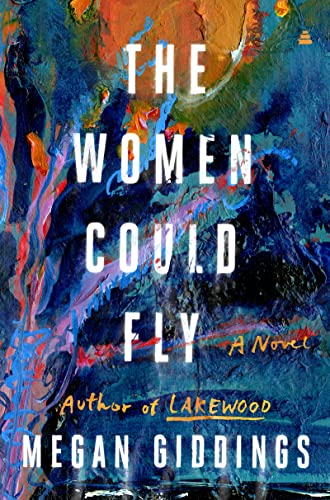 THE
WOMEN
COULD
FLY
A Novel
Author of LAKEWOOD
MEGAN GIDDINGS